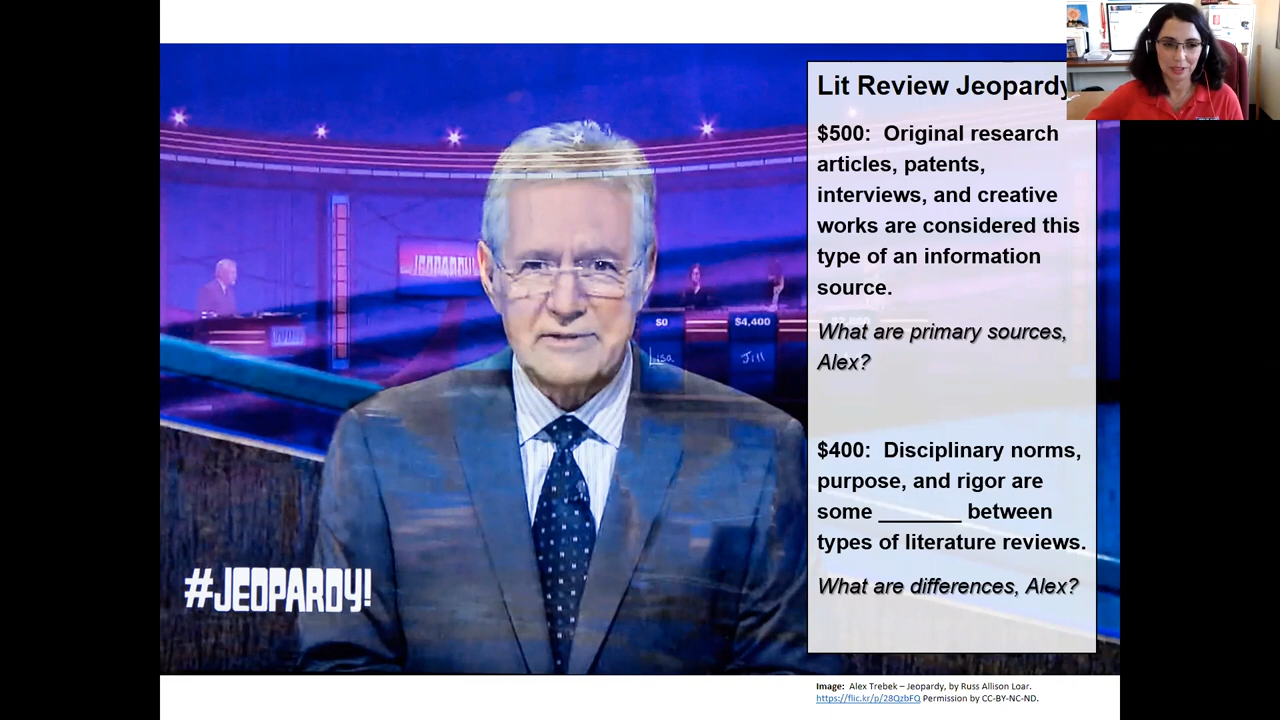 Lit Review Jeopardy
$500: Original research
articles, patents,
interviews, and creative
works are considered this
type of an information
source.
What are primary sources,
Alex?
$400: Disciplinary norms,
purpose, and rigor are
some _______ between
types of literature reviews.
What are differences, Alex?
JEOPARDY!
$0
$4,400
Lisa
Jill
#JEOPARDY!
Image: Alex Trebek – Jeopardy, by Russ Allison Loar.
https://flic.kr/p/28QzbFQ Permission by CC-BY-NC-ND.